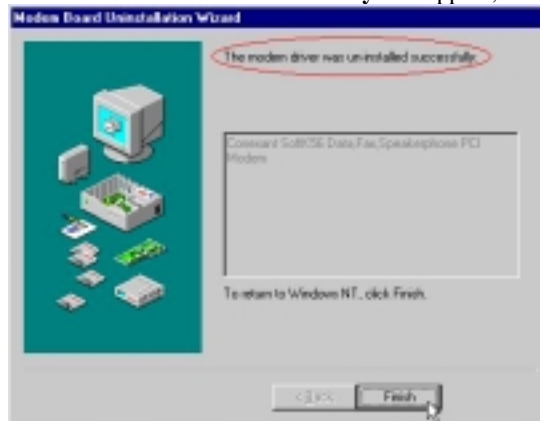 Modem Board Uninstallation Wizard
The modem driver was un-installed successfully.
Conexant SoftK56 Data,Fax,Speakerphone PCI
Modem
To return to Windows NT, click Finish.
< Back
Finish